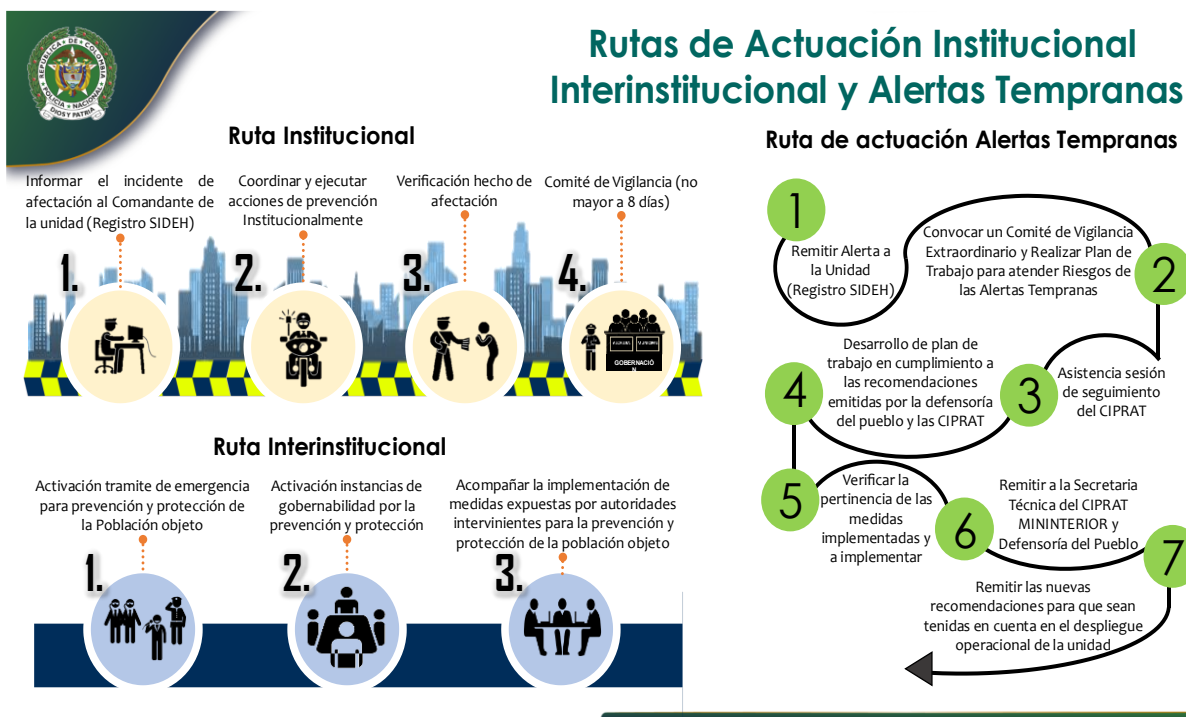 REPUBLICA DE COLOMBIA
POLICIA NACIONAL
DIOS Y PATRIA
Rutas de Actuación Institucional
Interinstitucional y Alertas Tempranas
Ruta Institucional
Informar el incidente de
afectación al Comandante de
la unidad (Registro SIDEH)
Coordinar y ejecutar
acciones de prevención
Institucionalmente
Verificación hecho de
afectación
Comité de Vigilancia (no
mayor a 8 días)
1.
2.
3.
4.
GOBERNACIÓ
N
Ruta Interinstitucional
Activación tramite de emergencia
para prevención y protección de
la Población objeto
Activación instancias de
gobernabilidad por la
prevención y protección
Acompañar la implementación de
medidas expuestas por autoridades
intervinientes para la prevención y
protección de la población objeto
1.
2.
3.
Ruta de actuación Alertas Tempranas
1
Remitir Alerta a
la Unidad
(Registro SIDEH)
Convocar un Comité de Vigilancia
Extraordinario y Realizar Plan de
Trabajo para atender Riesgos de
las Alertas Tempranas
2
Asistencia sesión
de seguimiento
del CIPRAT
3
Desarrollo de plan de
trabajo en cumplimiento a
las recomendaciones
emitidas por la defensoría
del pueblo y las CIPRAT
4
5
Verificar la
pertinencia de las
medidas
implementadas y
a implementar
6
Remitir a la Secretaria
Técnica del CIPRAT
MININTERIOR y
Defensoría del Pueblo
7
Remitir las nuevas
recomendaciones para que sean
tenidas en cuenta en el despliegue
operacional de la unidad